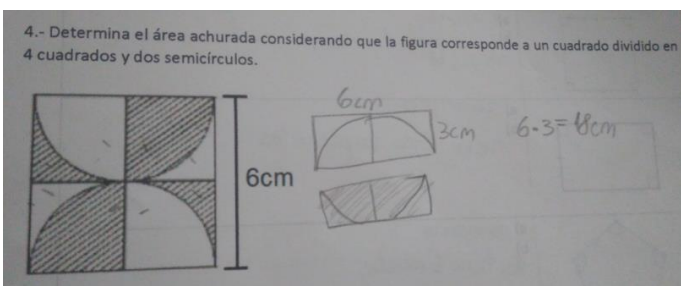 4.- Determina el área achurada considerando que la figura corresponde a un cuadrado dividido en
4 cuadrados y dos semicírculos.
6cm
6cm
3cm
6·3=18cm